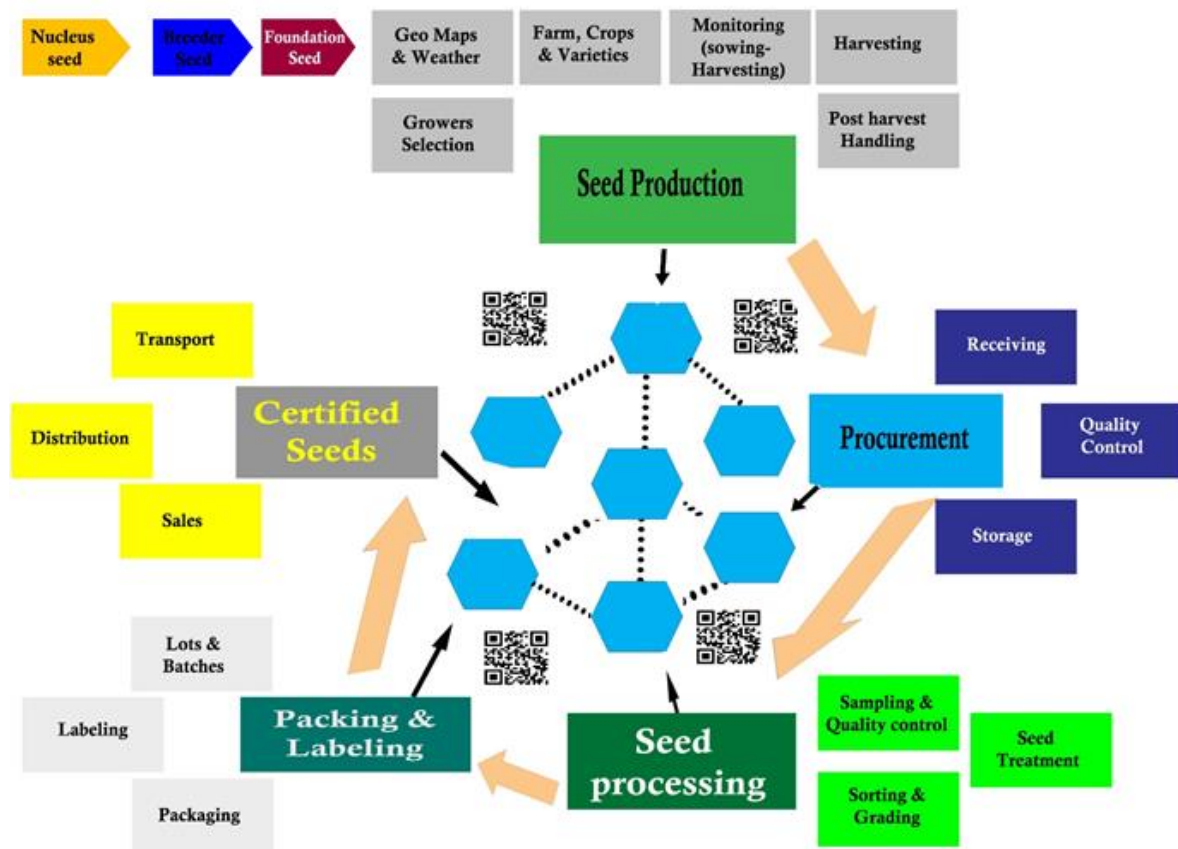 Nucleus
seed
Breeder
Seed
Foundation
Seed
Geo Maps
& Weather
Farm, Crops
& Varieties
Monitoring
(sowing-
Harvesting)
Harvesting
Growers
Selection
Post harvest
Handling
Seed Production
Transport
Distribution
Sales
Certified
Seeds
Procurement
Receiving
Quality
Control
Storage
Lots &
Batches
Labeling
Packaging
Packing &
Labeling
Seed
processing
Sampling &
Quality control
Seed
Treatment
Sorting &
Grading